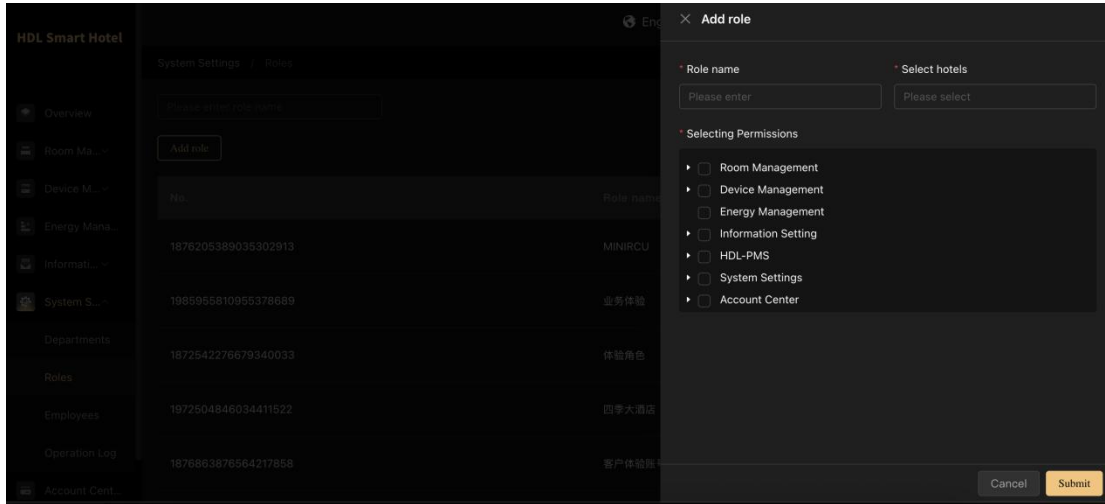 HDL Smart Hotel
Eng
System Settings / Roles
Please enter role name
Add role
Overview
Room Ma...
Device M...
Energy Mana...
Informati...
System S...
Departments
Roles
Employees
Operation Log
Account Cent...
No.
Role name
1876205389035302913
MINIRCU
1985955810955378689
业务体验
1872542276679340033
体验角色
1972504846034411522
四季大酒店
1876863876564217858
客户体验账
Add role
* Role name
* Select hotels
Please enter
Please select
* Selecting Permissions
Room Management
Device Management
Energy Management
Information Setting
HDL-PMS
System Settings
Account Center
Cancel
Submit